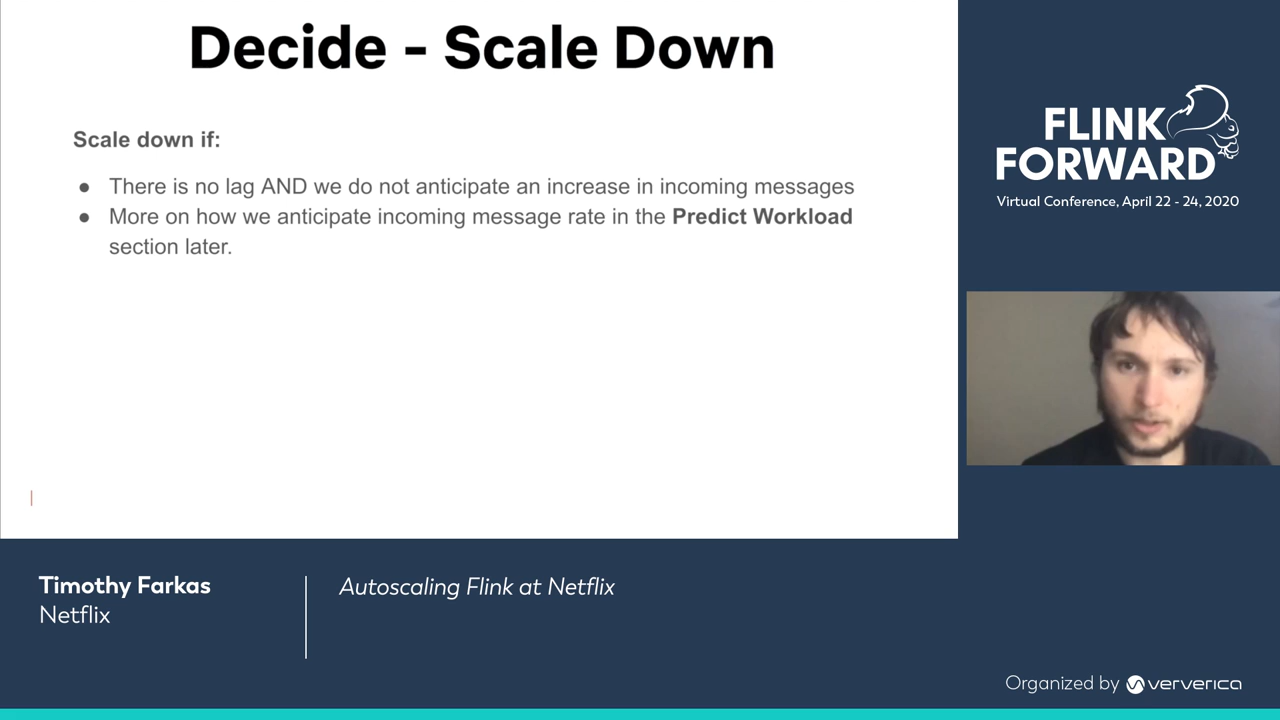 Decide - Scale Down
Scale down if:
● There is no lag AND we do not anticipate an increase in incoming messages
● More on how we anticipate incoming message rate in the Predict Workload
section later.
FLINK
FORWARD
Virtual Conference, April 22 - 24, 2020
Timothy Farkas
Netflix
Autoscaling Flink at Netflix
Organized by ververica